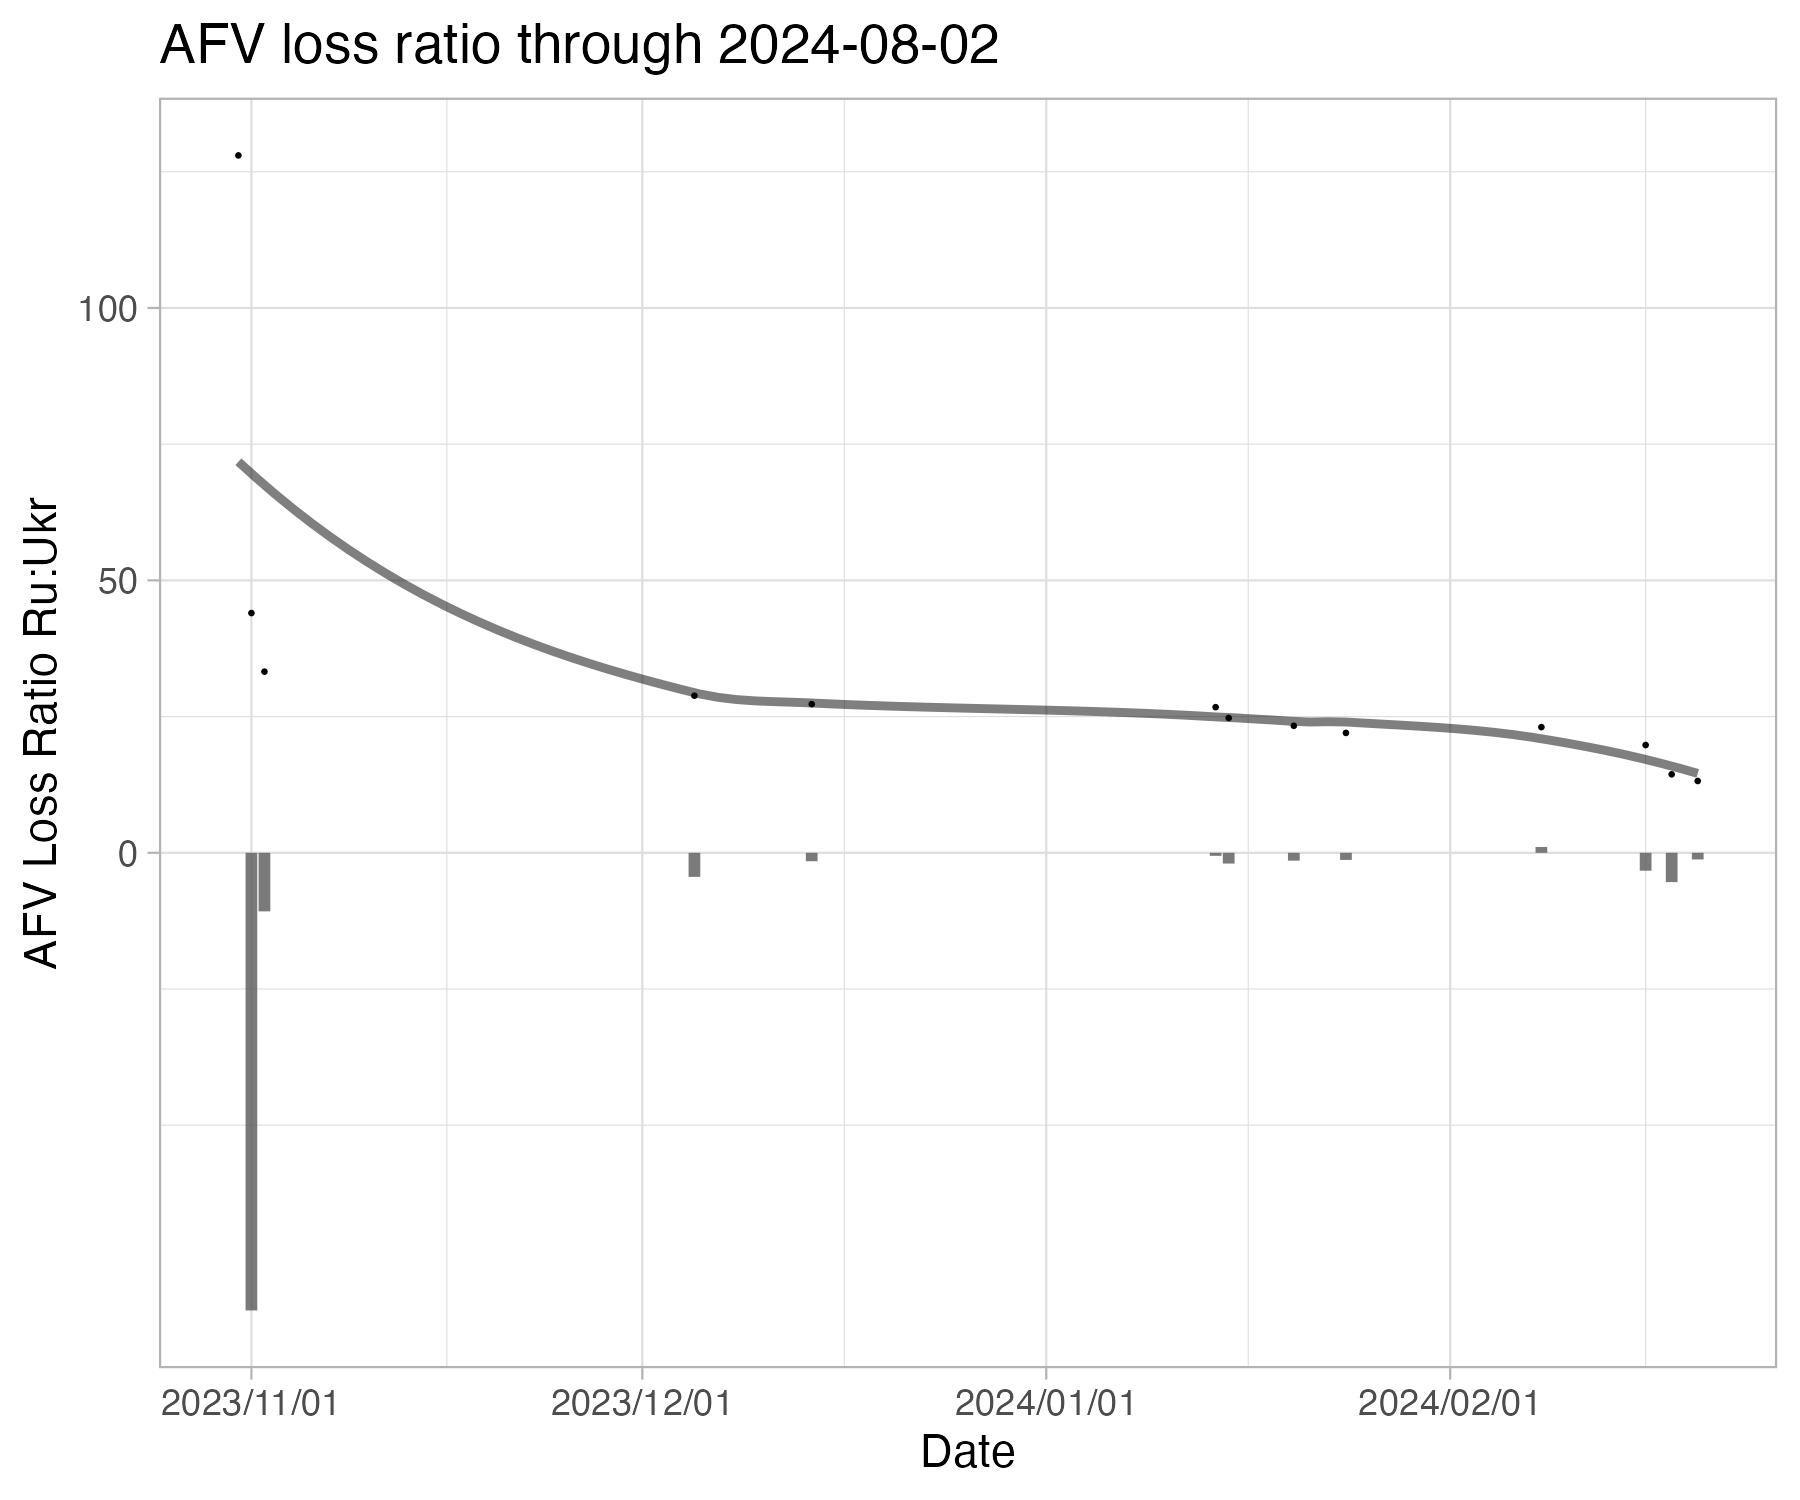 AFV loss ratio through 2024-08-02
AFV Loss Ratio Ru:Ukr
100
50
0
2023/11/01 2023/12/01 2024/01/01 2024/02/01
Date